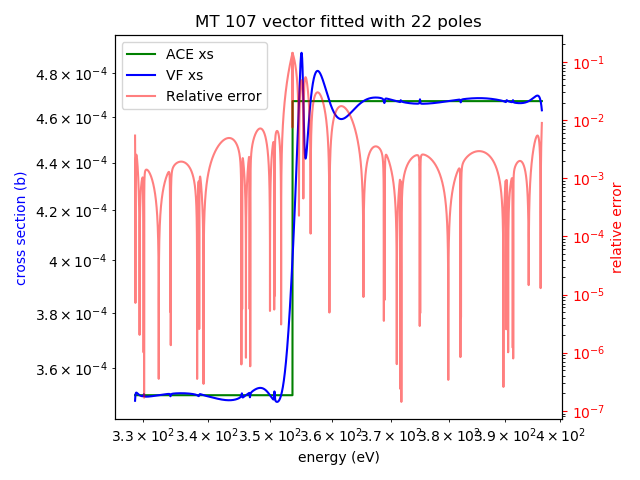 MT 107 vector fitted with 22 poles
ACE xs
VF xs
Relative error
4.8 × 10⁻⁴
4.6 × 10⁻⁴
4.4 × 10⁻⁴
4.2 × 10⁻⁴
4 × 10⁻⁴
3.8 × 10⁻⁴
3.6 × 10⁻⁴
cross section (b)
10⁻¹
10⁻²
10⁻³
10⁻⁴
10⁻⁵
10⁻⁶
10⁻⁷
relative error
3.3 × 10² 3.4 × 10² 3.5 × 10² 3.6 × 10² 3.7 × 10² 3.8 × 10² 3.9 × 10² 4 × 10²
energy (eV)